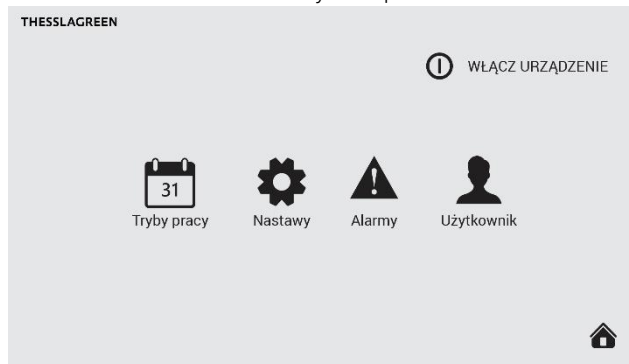 THESSLAGREEN
WŁĄCZ URZĄDZENIE
31
Tryby pracy
Nastawy
Alarmy
Użytkownik